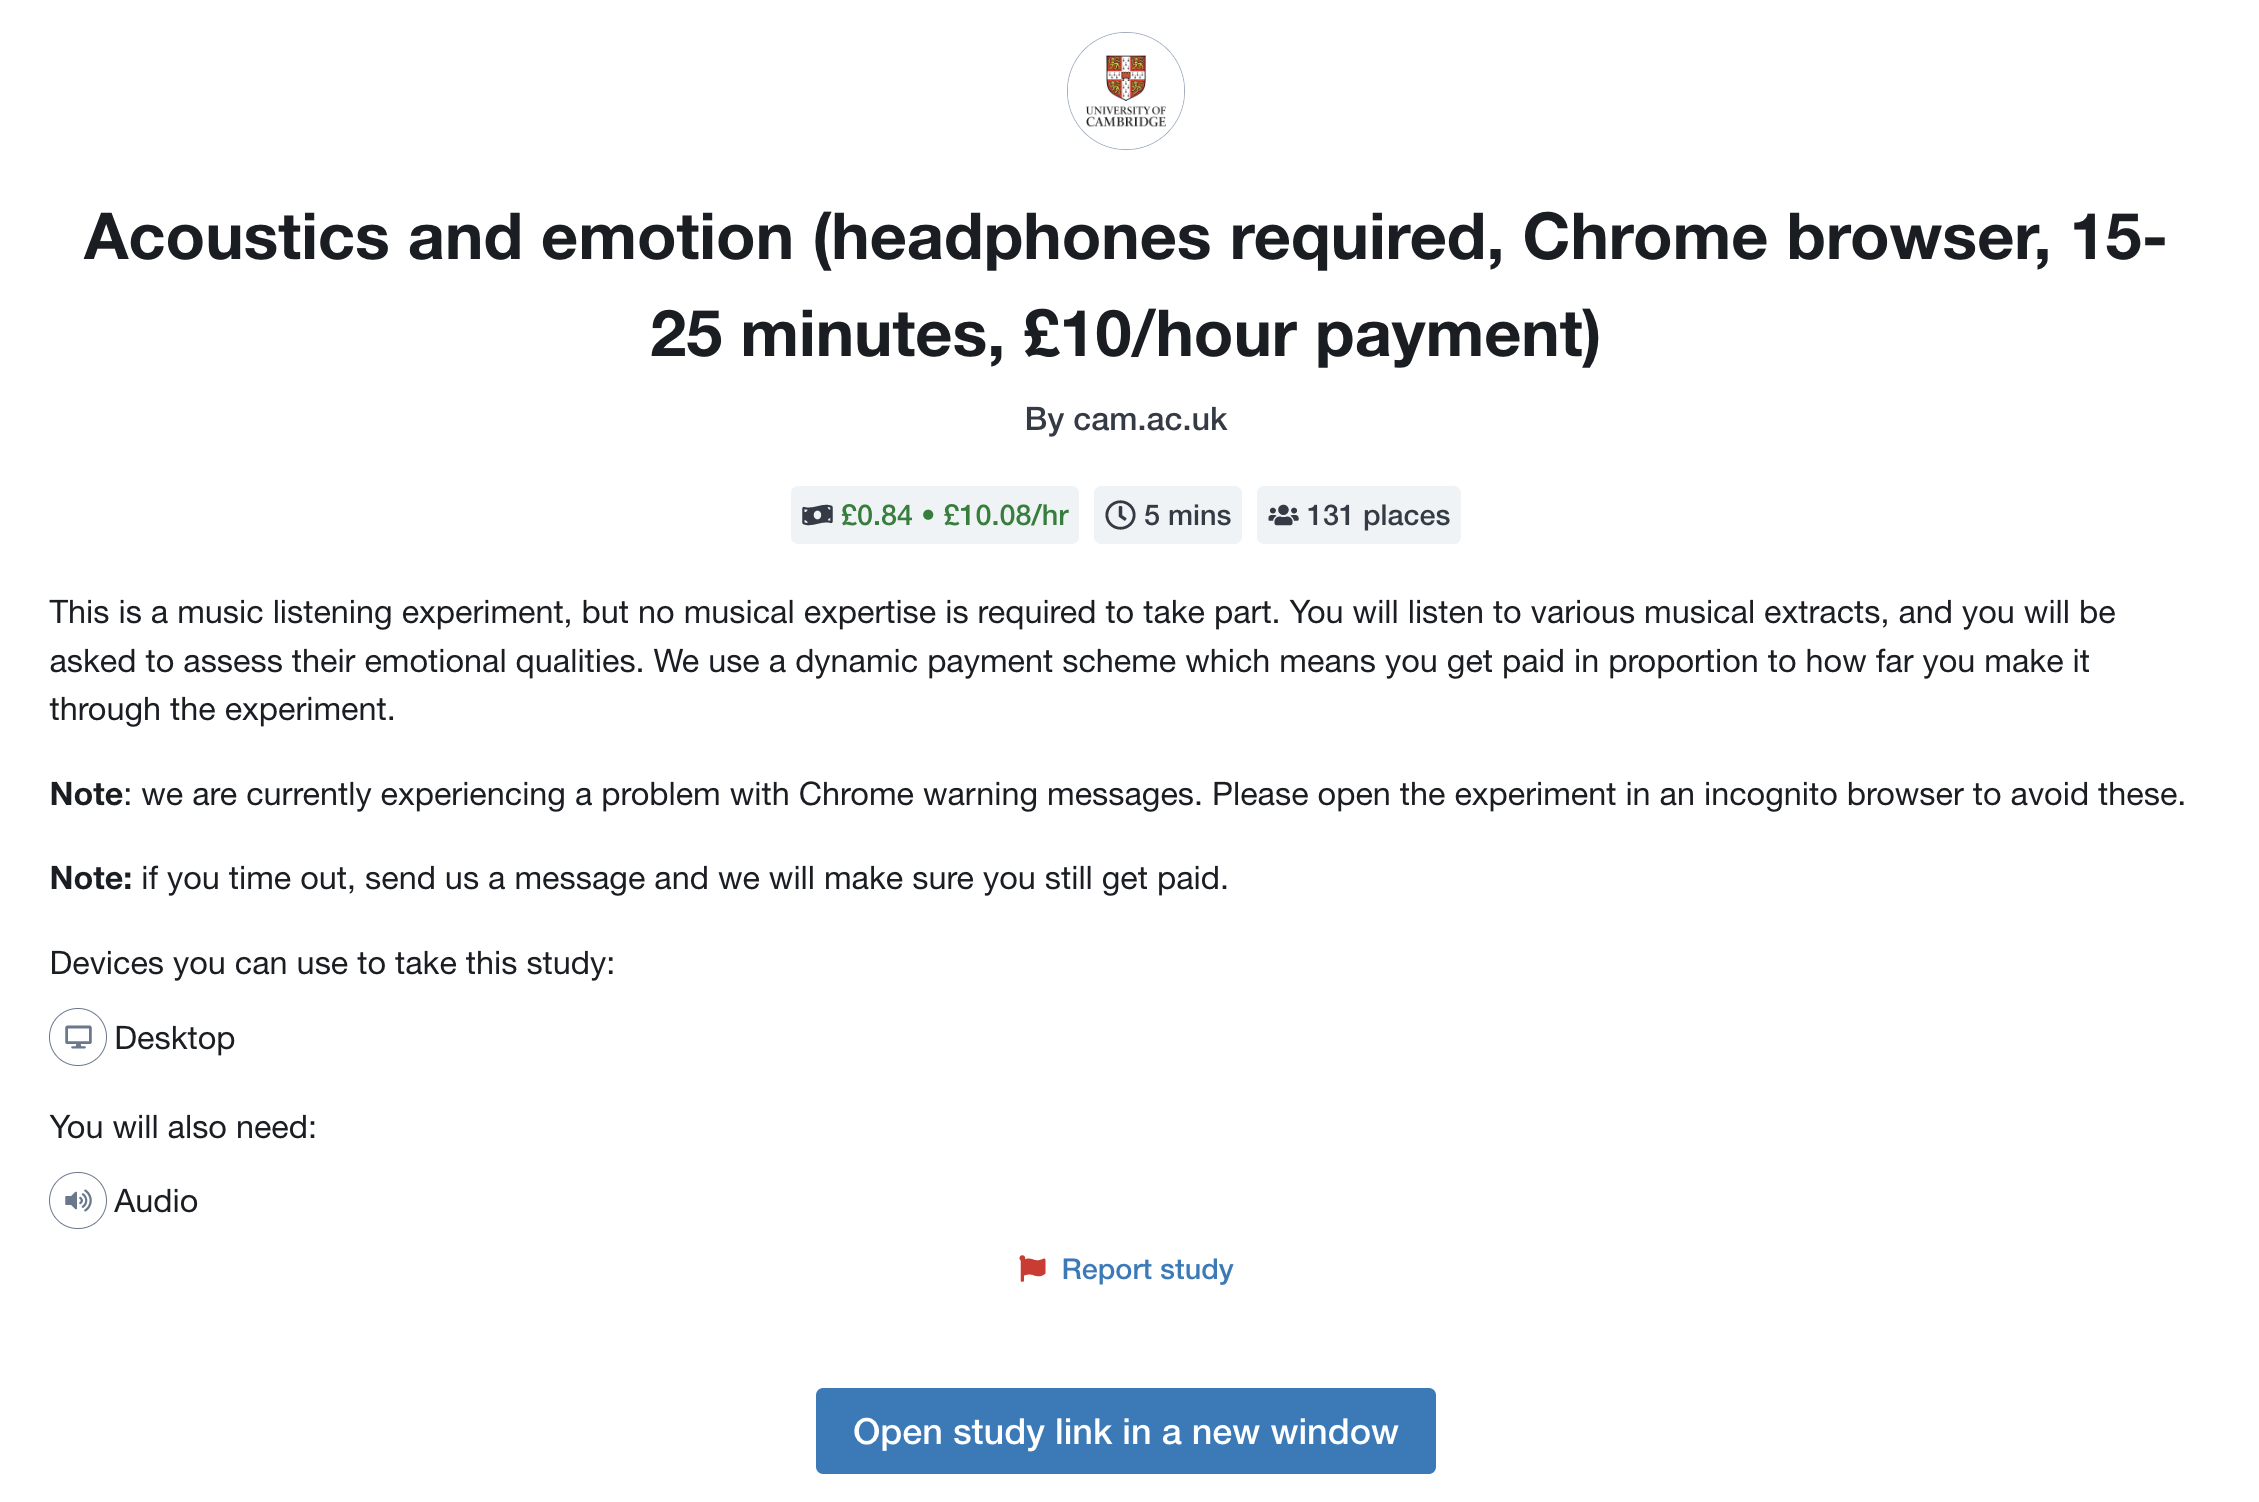 UNIVERSITY OF
CAMBRIDGE
Acoustics and emotion (headphones required, Chrome browser, 15-
25 minutes, £10/hour payment)
By cam.ac.uk
£0.84 • £10.08/hr 5 mins 131 places
This is a music listening experiment, but no musical expertise is required to take part. You will listen to various musical extracts, and you will be
asked to assess their emotional qualities. We use a dynamic payment scheme which means you get paid in proportion to how far you make it
through the experiment.
Note: we are currently experiencing a problem with Chrome warning messages. Please open the experiment in an incognito browser to avoid these.
Note: if you time out, send us a message and we will make sure you still get paid.
Devices you can use to take this study:
Desktop
You will also need:
Audio
Report study
Open study link in a new window